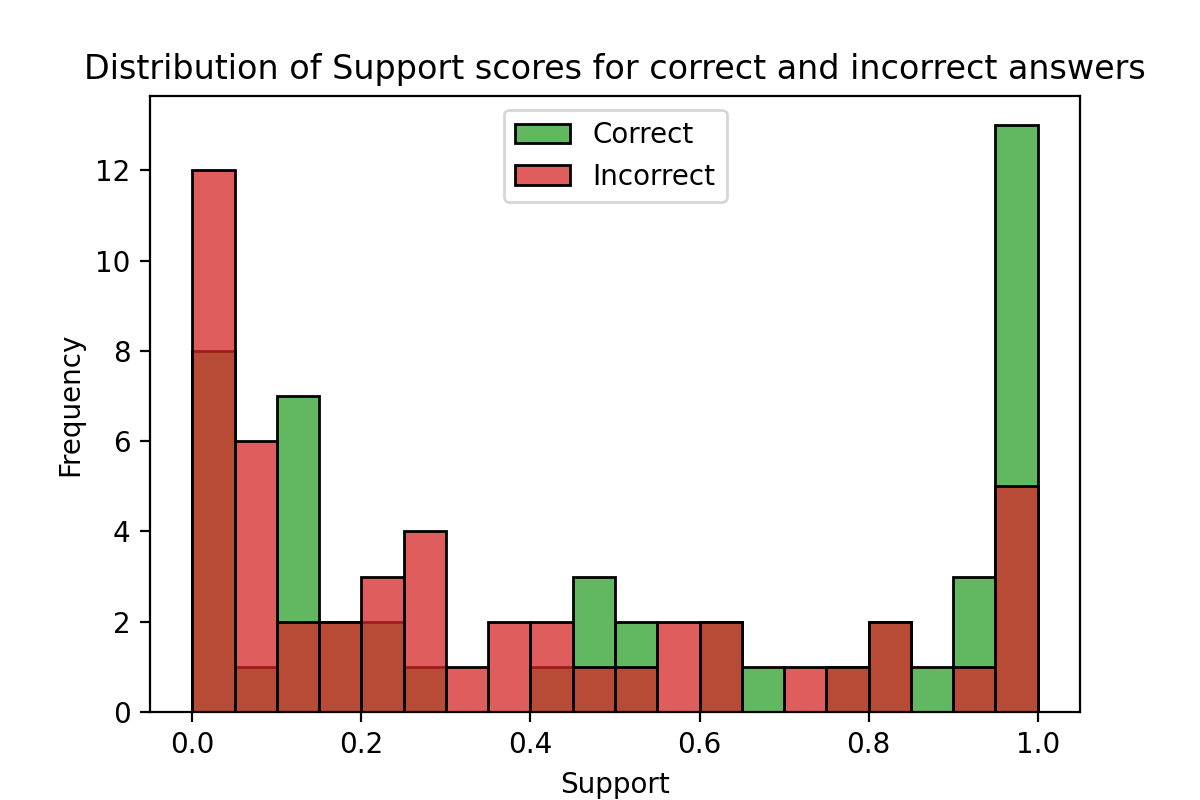 Distribution of Support scores for correct and incorrect answers
Correct
Incorrect
12
10
8
6
4
2
0
Frequency
0.0 0.2 0.4 0.6 0.8 1.0
Support